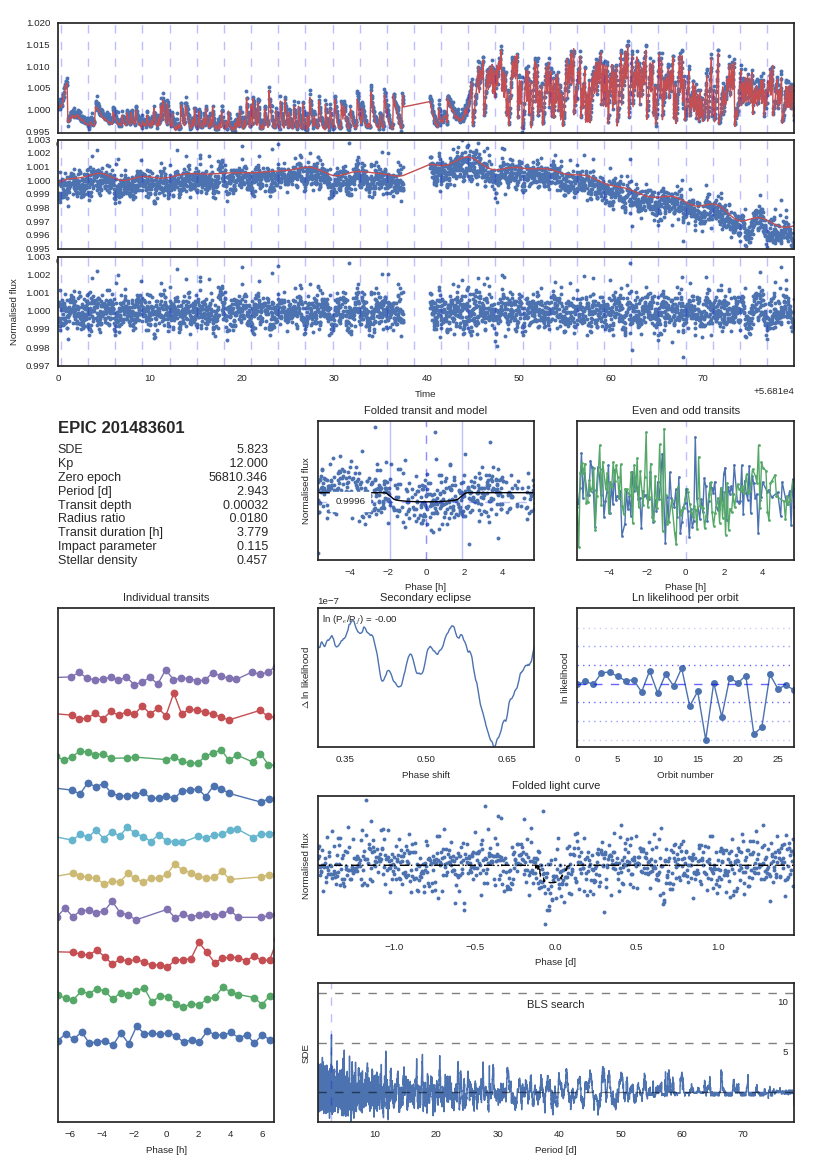 1.020
1.015
1.010
1.005
1.000
0.995
1.003
1.002
1.001
1.000
0.999
0.998
0.997
0.996
0.995
1.003
1.002
1.001
1.000
0.999
0.998
0.997
Normalised flux
0 10 20 30 40 50 60 70
Time
+5.681e4
EPIC 201483601
SDE 5.823
Kp 12.000
Zero epoch 56810.346
Period [d] 2.943
Transit depth 0.00032
Radius ratio 0.0180
Transit duration [h] 3.779
Impact parameter 0.115
Stellar density 0.457
Folded transit and model
Normalised flux
0.9996
−4 −2 0 2 4
Phase [h]
Even and odd transits
−4 −2 0 2 4
Phase [h]
Individual transits
−6 −4 −2 0 2 4 6
Phase [h]
Secondary eclipse
1e−7
Δ ln likelihood
0.35 0.50 0.65
Phase shift
Ln likelihood per orbit
ln likelihood
0 5 10 15 20 25
Orbit number
Folded light curve
Normalised flux
−1.0 −0.5 0.0 0.5 1.0
Phase [d]
BLS search
10
5
SDE
10 20 30 40 50 60 70
Period [d]